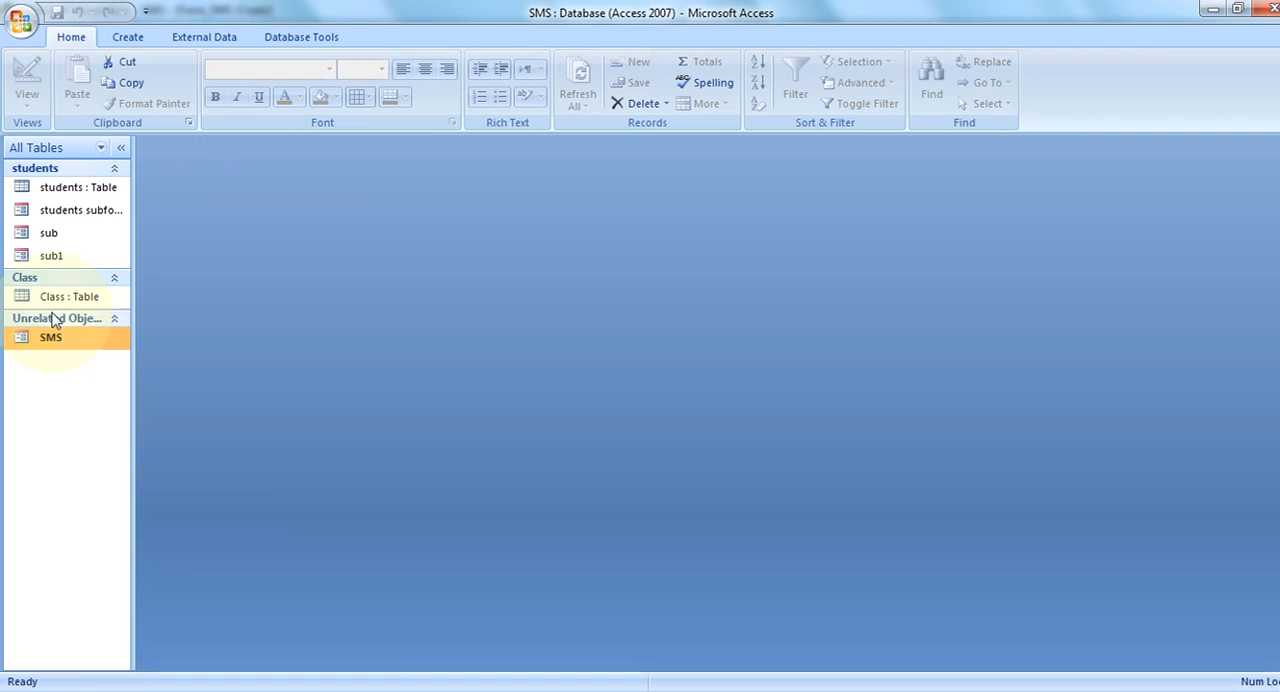 SMS : Database (Access 2007) - Microsoft Access
Home Create External Data Database Tools
View
Views
Paste
Cut
Copy
Format Painter
Clipboard
B I U A
Font
Rich Text
Refresh All
New
Save
Delete
Totals
Spelling
More
Records
Filter
Selection
Advanced
Toggle Filter
Sort & Filter
Find
Replace
Go To
Select
Find
All Tables
students
students : Table
students subfo...
sub
sub1
Class
Class : Table
Unrelated Obje...
SMS
Ready
Num Loc